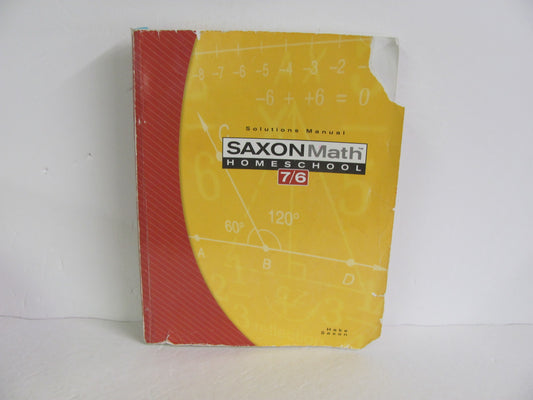 -8 -7 -6 -5 -4 -3 -2
-6 + +6 = 0
C
Solutions Manual
SAXON Math™
HOMESCHOOL
7/6
60° 120°
A B D
Hake
Saxon